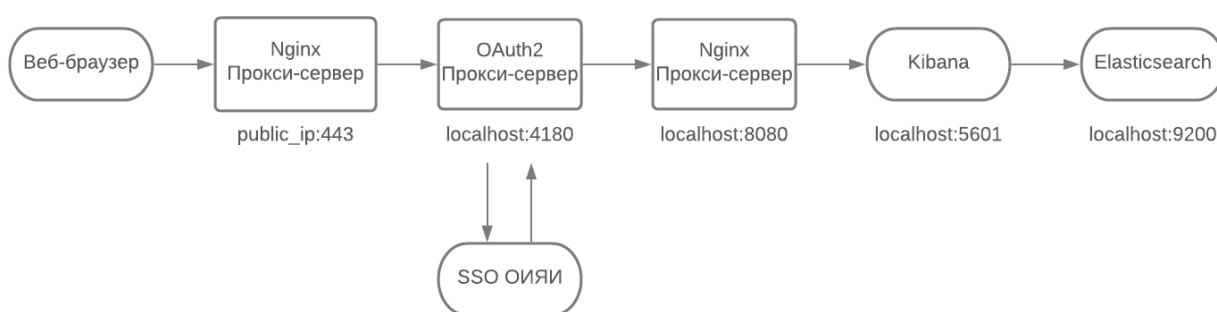 Веб-браузер
Nginx
Прокси-сервер
public_ip:443
OAuth2
Прокси-сервер
localhost:4180
Nginx
Прокси-сервер
localhost:8080
Kibana
localhost:5601
Elasticsearch
localhost:9200
SSO ОИЯИ